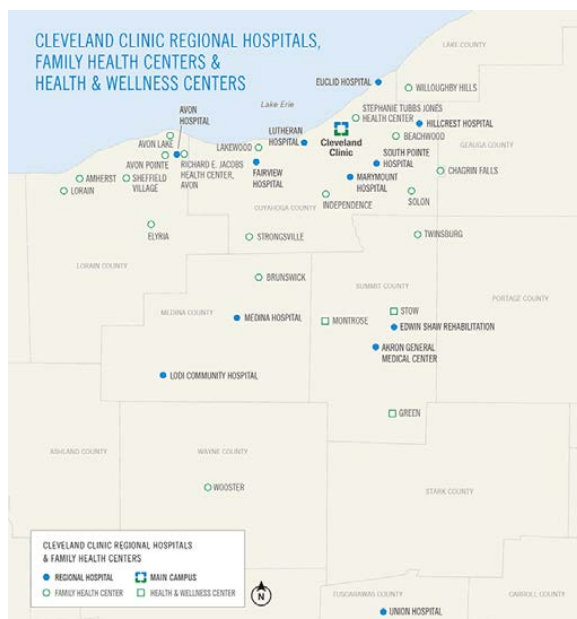 CLEVELAND CLINIC REGIONAL HOSPITALS,
FAMILY HEALTH CENTERS &
HEALTH & WELLNESS CENTERS
LAKE COUNTY
EUCLID HOSPITAL
WILLOUGHBY HILLS
Lake Erie
STEPHANIE TUBBS JONES
HEALTH CENTER
AVON
HOSPITAL
LUTHERAN
HOSPITAL
Cleveland
Clinic
HILLCREST HOSPITAL
BEACHWOOD
GEAUGA COUNTY
AVON LAKE
LAKEWOOD
AVON POINTE
RICHARD E. JACOBS
HEALTH CENTER,
AVON
FAIRVIEW
HOSPITAL
SOUTH POINTE
HOSPITAL
MARYMOUNT
HOSPITAL
CHAGRIN FALLS
AMHERST
SHEFFIELD
VILLAGE
LORAIN
INDEPENDENCE
SOLON
CUYAHOGA COUNTY
ELYRIA
STRONGSVILLE
TWINSBURG
LORAIN COUNTY
BRUNSWICK
SUMMIT COUNTY
PORTAGE COUNTY
MEDINA COUNTY
MEDINA HOSPITAL
MONTROSE
STOW
EDWIN SHAW REHABILITATION
AKRON GENERAL
MEDICAL CENTER
LODI COMMUNITY HOSPITAL
GREEN
ASHLAND COUNTY
WAYNE COUNTY
WOOSTER
STARK COUNTY
CLEVELAND CLINIC REGIONAL HOSPITALS
& FAMILY HEALTH CENTERS
REGIONAL HOSPITAL
MAIN CAMPUS
FAMILY HEALTH CENTER
HEALTH & WELLNESS CENTER
N
TUSCARAWAS COUNTY
CARROLL COUNTY
UNION HOSPITAL